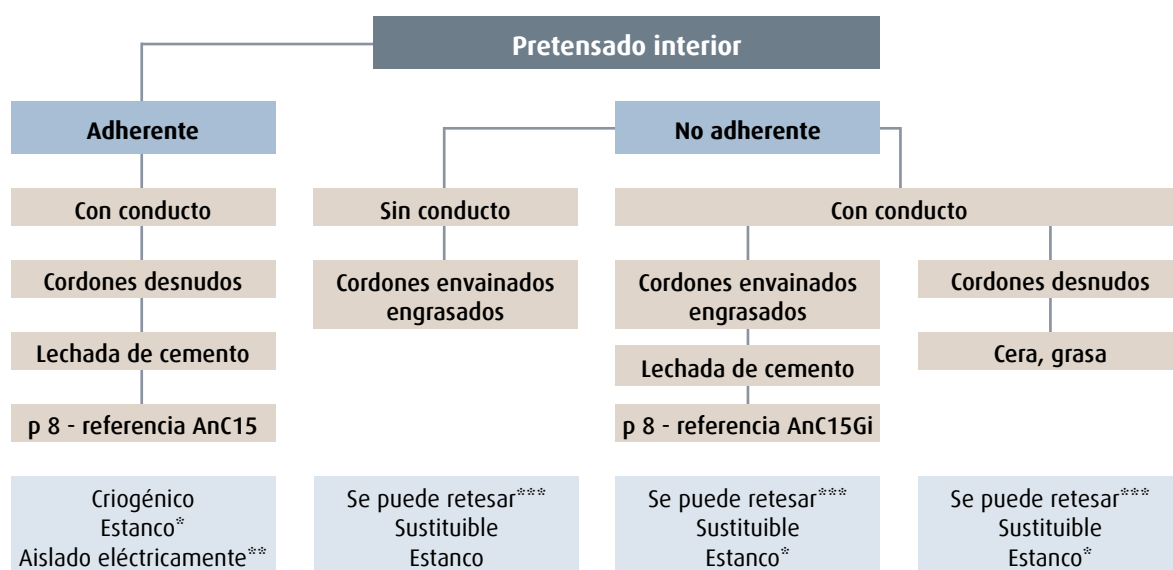 Pretensado interior
Adherente
No adherente
Con conducto
Sin conducto
Con conducto
Cordones desnudos
Cordones envainados
engrasados
Cordones envainados
engrasados
Cordones desnudos
Lechada de cemento
Lechada de cemento
Cera, grasa
p 8 - referencia AnC15
p 8 - referencia AnC15Gi
Criogénico
Estanco*
Aislado eléctricamente**
Se puede retesar***
Sustituible
Estanco
Se puede retesar***
Sustituible
Estanco*
Se puede retesar***
Sustituible
Estanco*